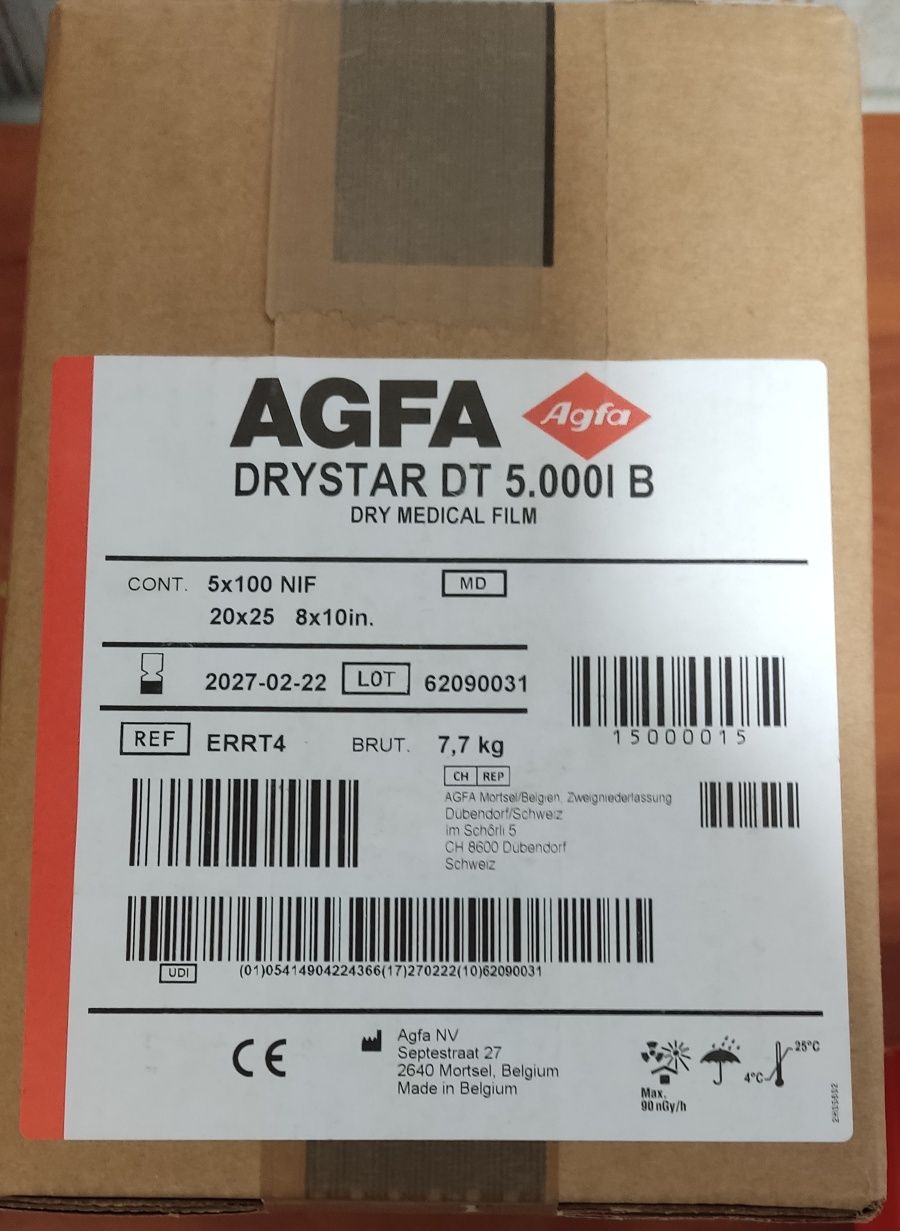 AGFA Agfa
DRYSTAR DT 5.000I B
DRY MEDICAL FILM
CONT. 5x100 NIF MD
20x25 8x10in.
2027-02-22 LOT 62090031
15000015
REF ERRT4 BRUT. 7,7 kg
CH REP
AGFA Mortsel/Belgien, Zweigniederlassung
Dübendorf/Schweiz
im Schörli 5
CH 8600 Dübendorf
Schweiz
UDI (01)05414904224366(17)270222(10)62090031
CE
Agfa NV
Septestraat 27
2640 Mortsel, Belgium
Made in Belgium
25°C
4°C
Max.
90 nGy/h